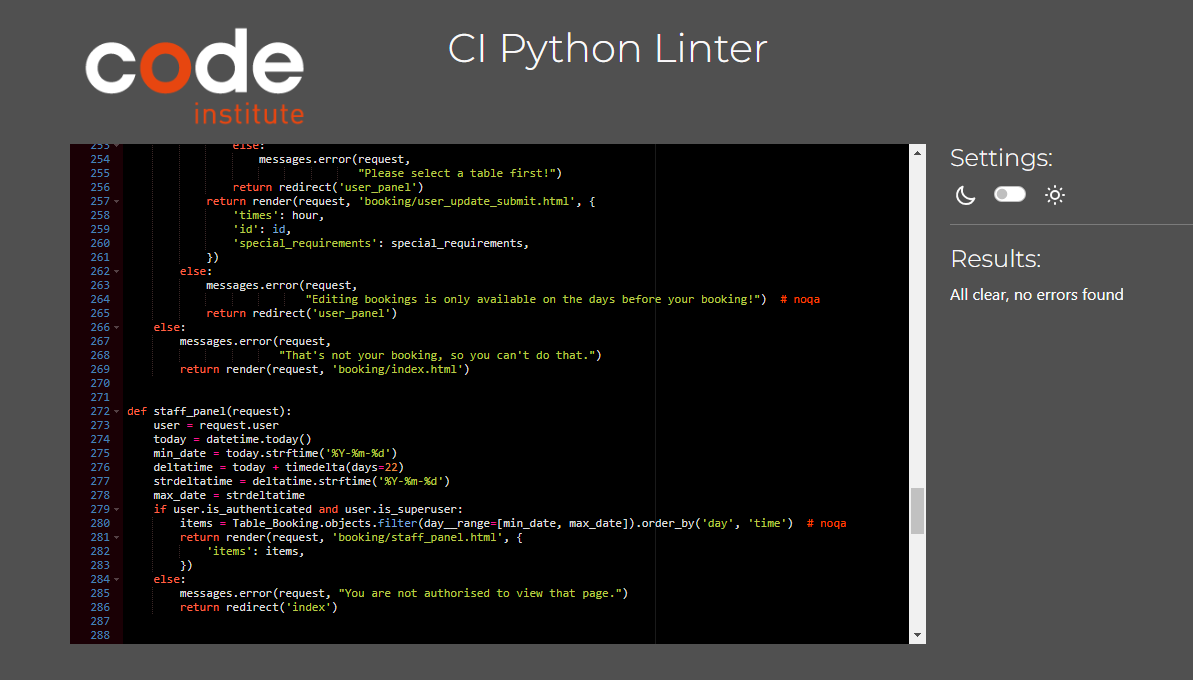 code
institute
CI Python Linter
253 else:
254 messages.error(request,
255 "Please select a table first!")
256 return redirect('user_panel')
257 return render(request, 'booking/user_update_submit.html', {
258 'times': hour,
259 'id': id,
260 'special_requirements': special_requirements,
261 })
262 else:
263 messages.error(request,
264 "Editing bookings is only available on the days before your booking!")  # noqa
265 return redirect('user_panel')
266 else:
267 messages.error(request,
268 "That's not your booking, so you can't do that.")
269 return render(request, 'booking/index.html')
270
271
272 def staff_panel(request):
273 user = request.user
274 today = datetime.today()
275 min_date = today.strftime('%Y-%m-%d')
276 deltatime = today + timedelta(days=22)
277 strdeltatime = deltatime.strftime('%Y-%m-%d')
278 max_date = strdeltatime
279 if user.is_authenticated and user.is_superuser:
280 items = Table_Booking.objects.filter(day__range=[min_date, max_date]).order_by('day', 'time')  # noqa
281 return render(request, 'booking/staff_panel.html', {
282 'items': items,
283 })
284 else:
285 messages.error(request, "You are not authorised to view that page.")
286 return redirect('index')
287
288
Settings:
Results:
All clear, no errors found